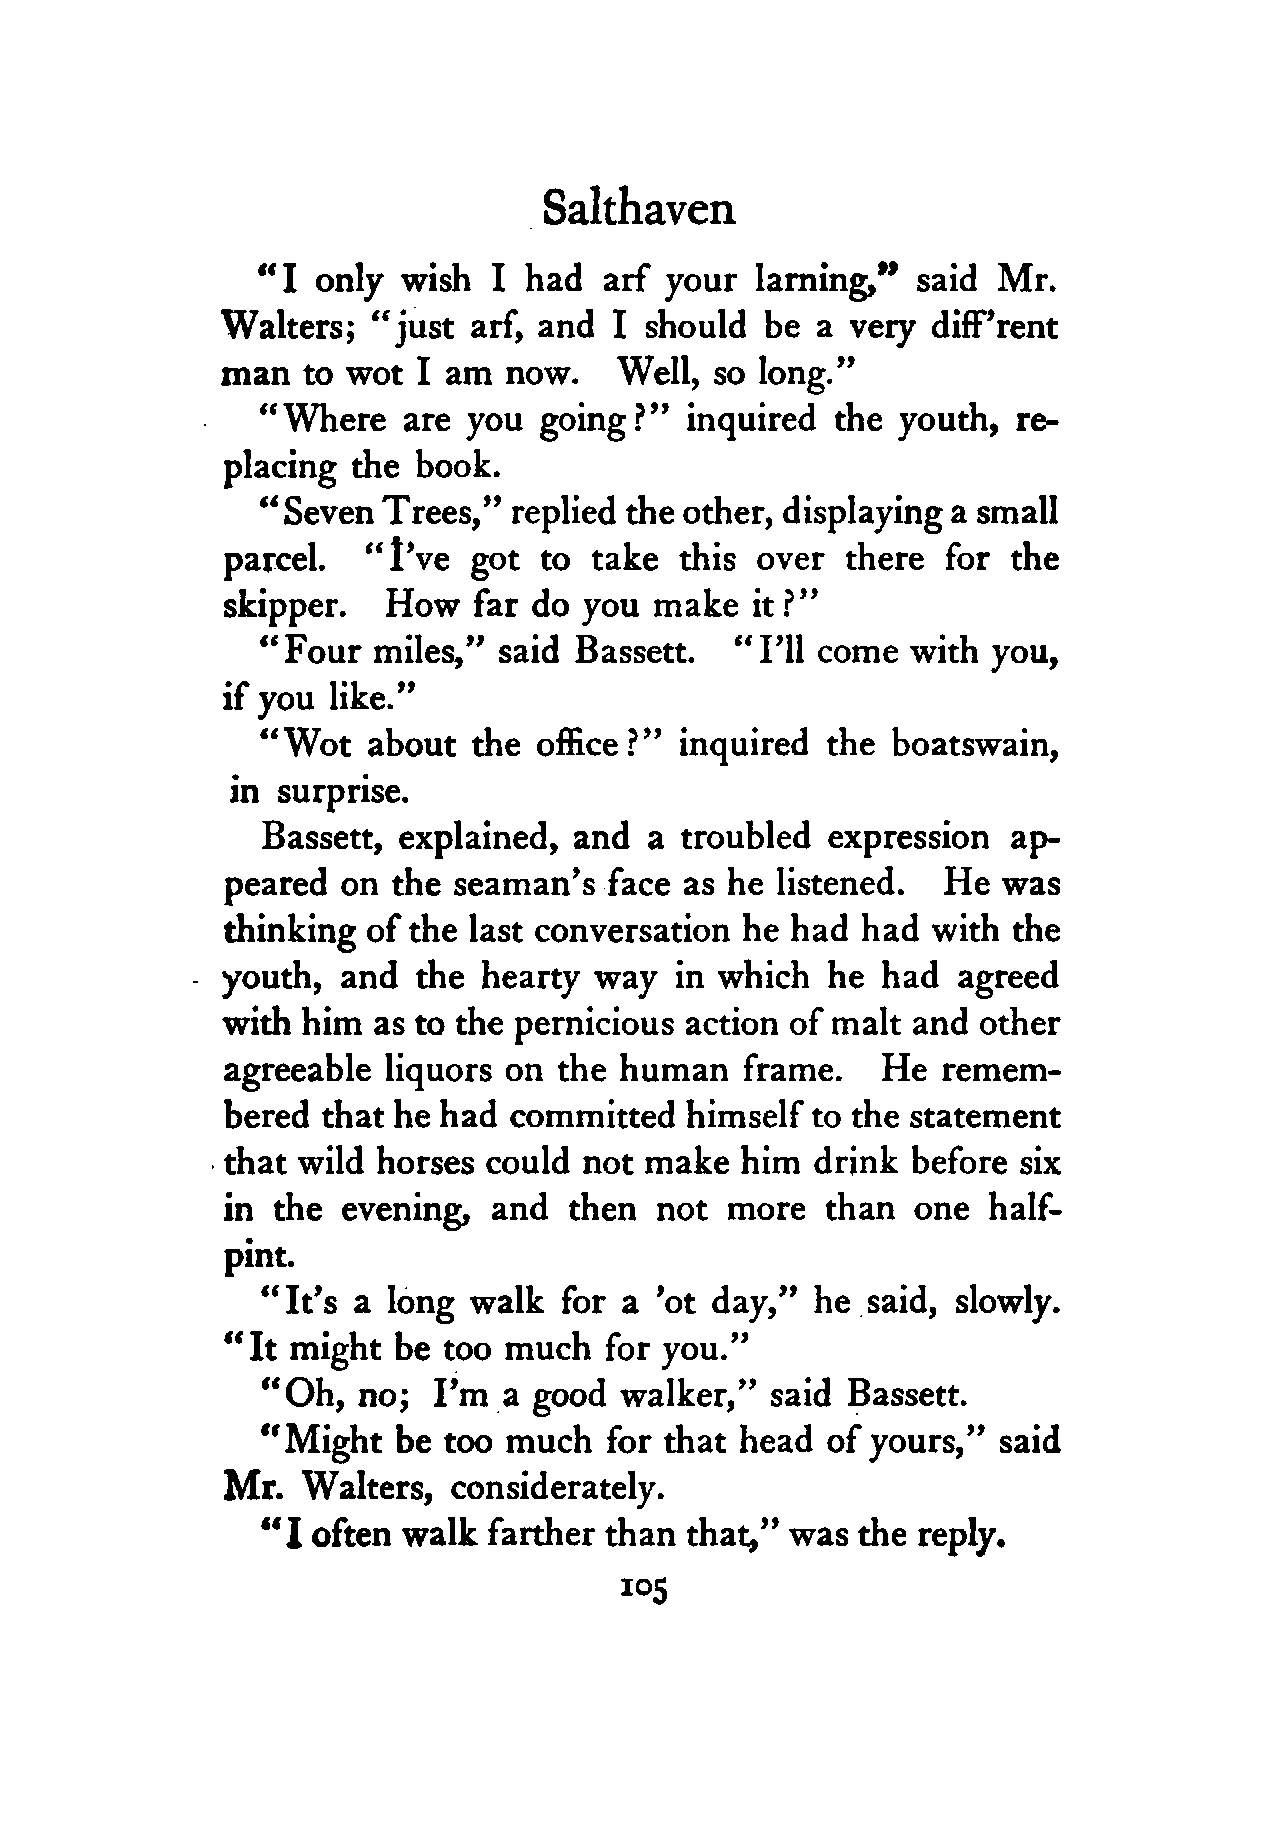 Salthaven
"I only wish I had arf your larning," said Mr.
Walters; "just arf, and I should be a very diff'rent
man to wot I am now. Well, so long."
"Where are you going?" inquired the youth, re-
placing the book.
"Seven Trees," replied the other, displaying a small
parcel. "I've got to take this over there for the
skipper. How far do you make it?"
"Four miles," said Bassett. "I'll come with you,
if you like."
"Wot about the office?" inquired the boatswain,
in surprise.
Bassett, explained, and a troubled expression ap-
peared on the seaman's face as he listened. He was
thinking of the last conversation he had had with the
youth, and the hearty way in which he had agreed
with him as to the pernicious action of malt and other
agreeable liquors on the human frame. He remem-
bered that he had committed himself to the statement
that wild horses could not make him drink before six
in the evening, and then not more than one half-
pint.
"It's a long walk for a 'ot day," he said, slowly.
"It might be too much for you."
"Oh, no; I'm a good walker," said Bassett.
"Might be too much for that head of yours," said
Mr. Walters, considerately.
"I often walk farther than that," was the reply.
105